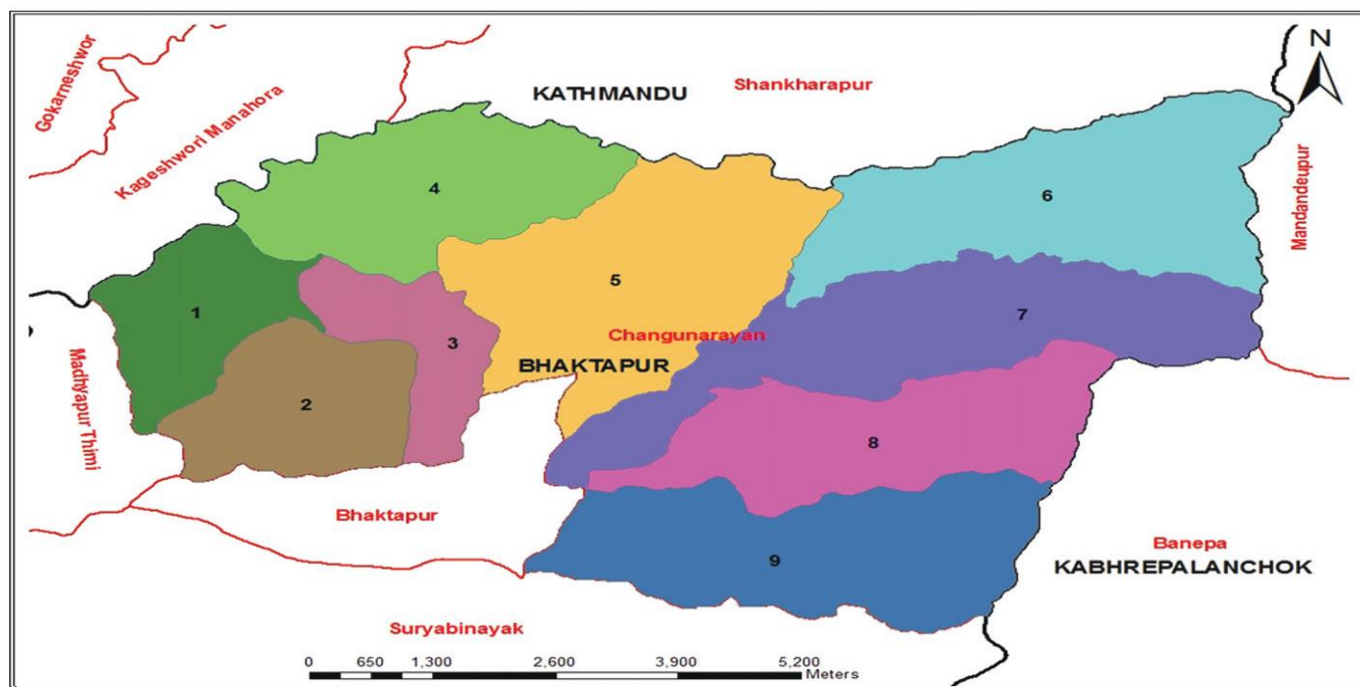 Gokarneshwor
Kageshwori Manahora
KATHMANDU
Shankharapur
N
Mandandeupur
4
6
5
1
7
Changunarayan
3
BHAKTAPUR
Madhyapur Thimi
2
8
Bhaktapur
Banepa
9
KABHREPALANCHOK
Suryabinayak
0 650 1,300 2,600 3,900 5,200
Meters